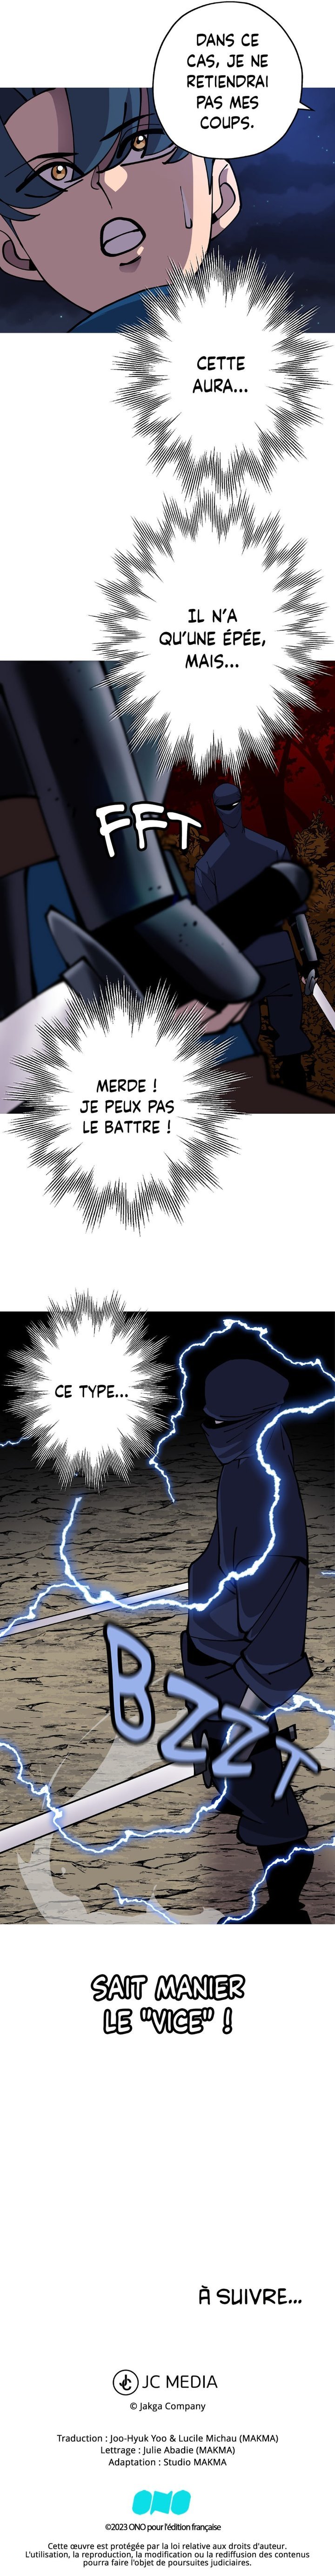 DANS CE
CAS, JE NE
RETIENDRAI
PAS MES
COUPS.
CETTE
AURA...
IL N'A
QU'UNE ÉPÉE,
MAIS...
FFT
MERDE !
JE PEUX PAS
LE BATTRE !
CE TYPE...
BZZT
SAIT MANIER
LE "VICE" !
À SUIVRE...
JC JC MEDIA
© Jakga Company
Traduction : Joo-Hyuk Yoo & Lucile Michau (MAKMA)
Lettrage : Julie Abadie (MAKMA)
Adaptation : Studio MAKMA
ONO
©2023 ONO pour l'édition française
Cette œuvre est protégée par la loi relative aux droits d'auteur.
L'utilisation, la reproduction, la modification ou la rediffusion des contenus
pourra faire l'objet de poursuites judiciaires.